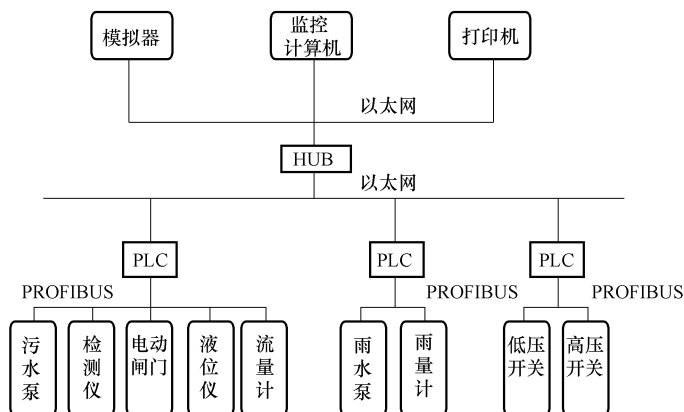 模拟器
监控
计算机
打印机
以太网
HUB
以太网
PLC
PLC
PLC
PROFIBUS
PROFIBUS
PROFIBUS
污水泵
检测仪
电动
闸门
液位仪
流量计
雨水泵
雨量计
低压
开关
高压
开关